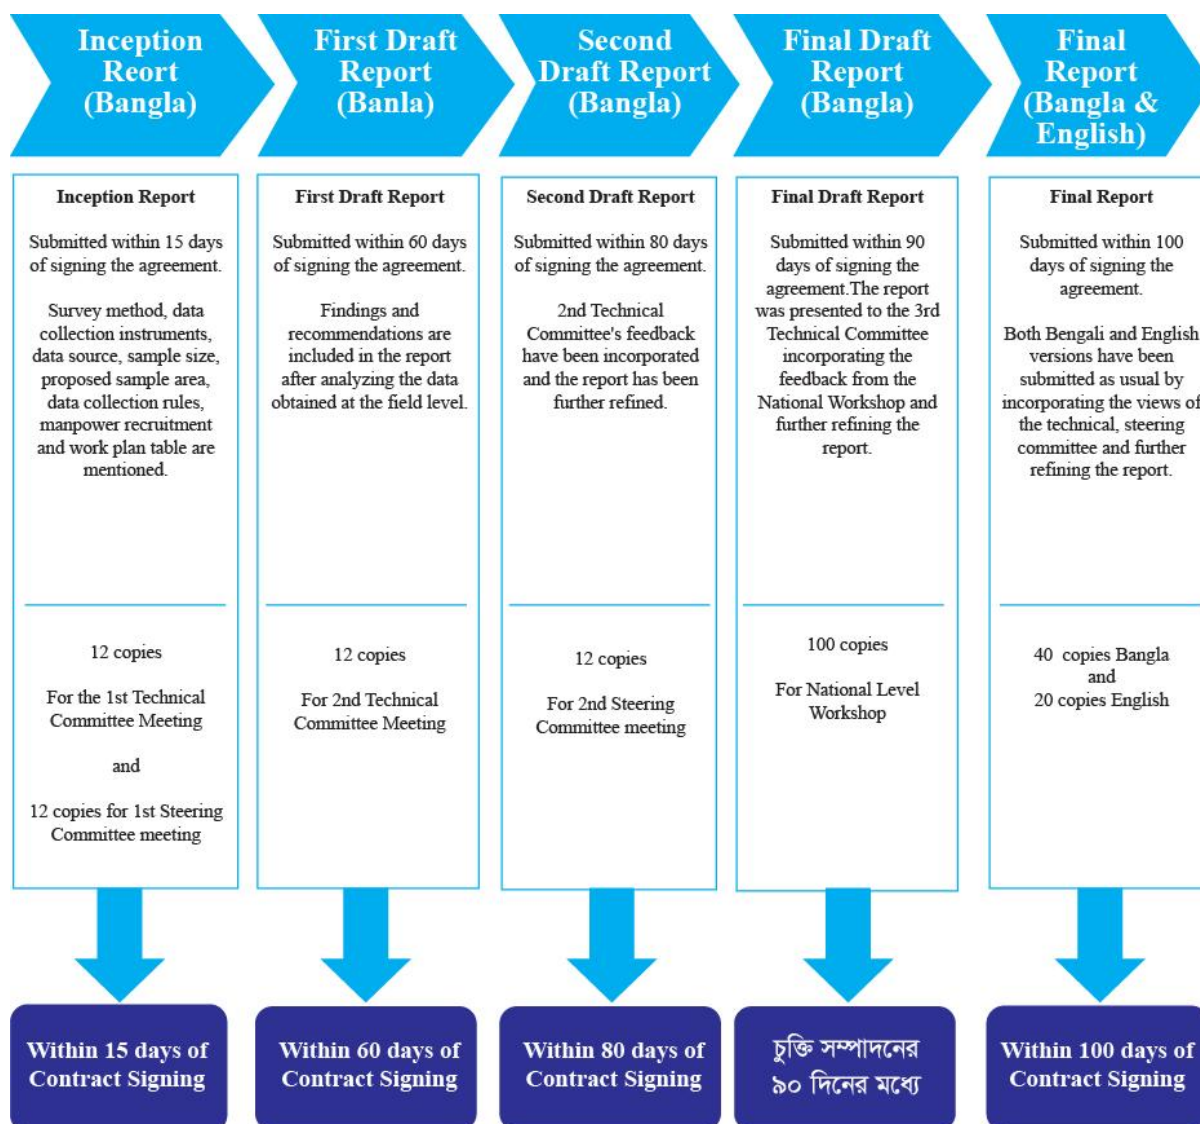 Inception
Reort
(Bangla)
First Draft
Report
(Banla)
Second
Draft Report
(Bangla)
Final Draft
Report
(Bangla)
Final
Report
(Bangla &
English)
Inception Report
Submitted within 15 days
of signing the agreement.
Survey method, data
collection instruments,
data source, sample size,
proposed sample area,
data collection rules,
manpower recruitment
and work plan table are
mentioned.
12 copies
For the 1st Technical
Committee Meeting
and
12 copies for 1st Steering
Committee meeting
First Draft Report
Submitted within 60 days
of signing the agreement.
Findings and
recommendations are
included in the report
after analyzing the data
obtained at the field level.
12 copies
For 2nd Technical
Committee Meeting
Second Draft Report
Submitted within 80 days
of signing the agreement.
2nd Technical
Committee's feedback
have been incorporated
and the report has been
further refined.
12 copies
For 2nd Steering
Committee meeting
Final Draft Report
Submitted within 90
days of signing the
agreement.The report
was presented to the 3rd
Technical Committee
incorporating the
feedback from the
National Workshop and
further refining the
report.
100 copies
For National Level
Workshop
Final Report
Submitted within 100
days of signing the
agreement.
Both Bengali and English
versions have been
submitted as usual by
incorporating the views of
the technical, steering
committee and further
refining the report.
40 copies Bangla
and
20 copies English
Within 15 days of
Contract Signing
Within 60 days of
Contract Signing
Within 80 days of
Contract Signing
চুক্তি সম্পাদনের
৯০ দিনের মধ্যে
Within 100 days of
Contract Signing